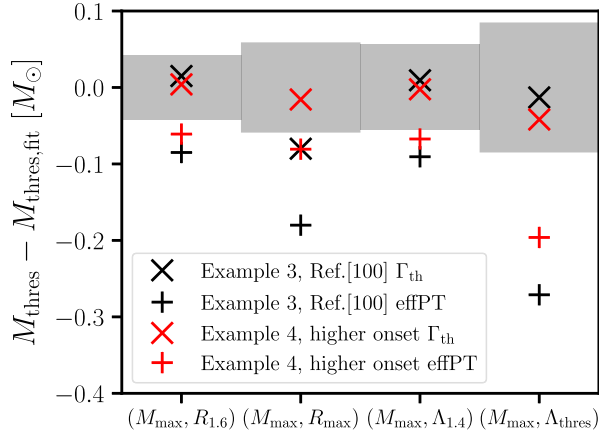 M_thres − M_thres,fit [M_⊙]
0.1
0.0
−0.1
−0.2
−0.3
−0.4
Example 3, Ref.[100] Γ_th
Example 3, Ref.[100] effPT
Example 4, higher onset Γ_th
Example 4, higher onset effPT
(M_max, R_1.6) (M_max, R_max) (M_max, Λ_1.4) (M_max, Λ_thres)